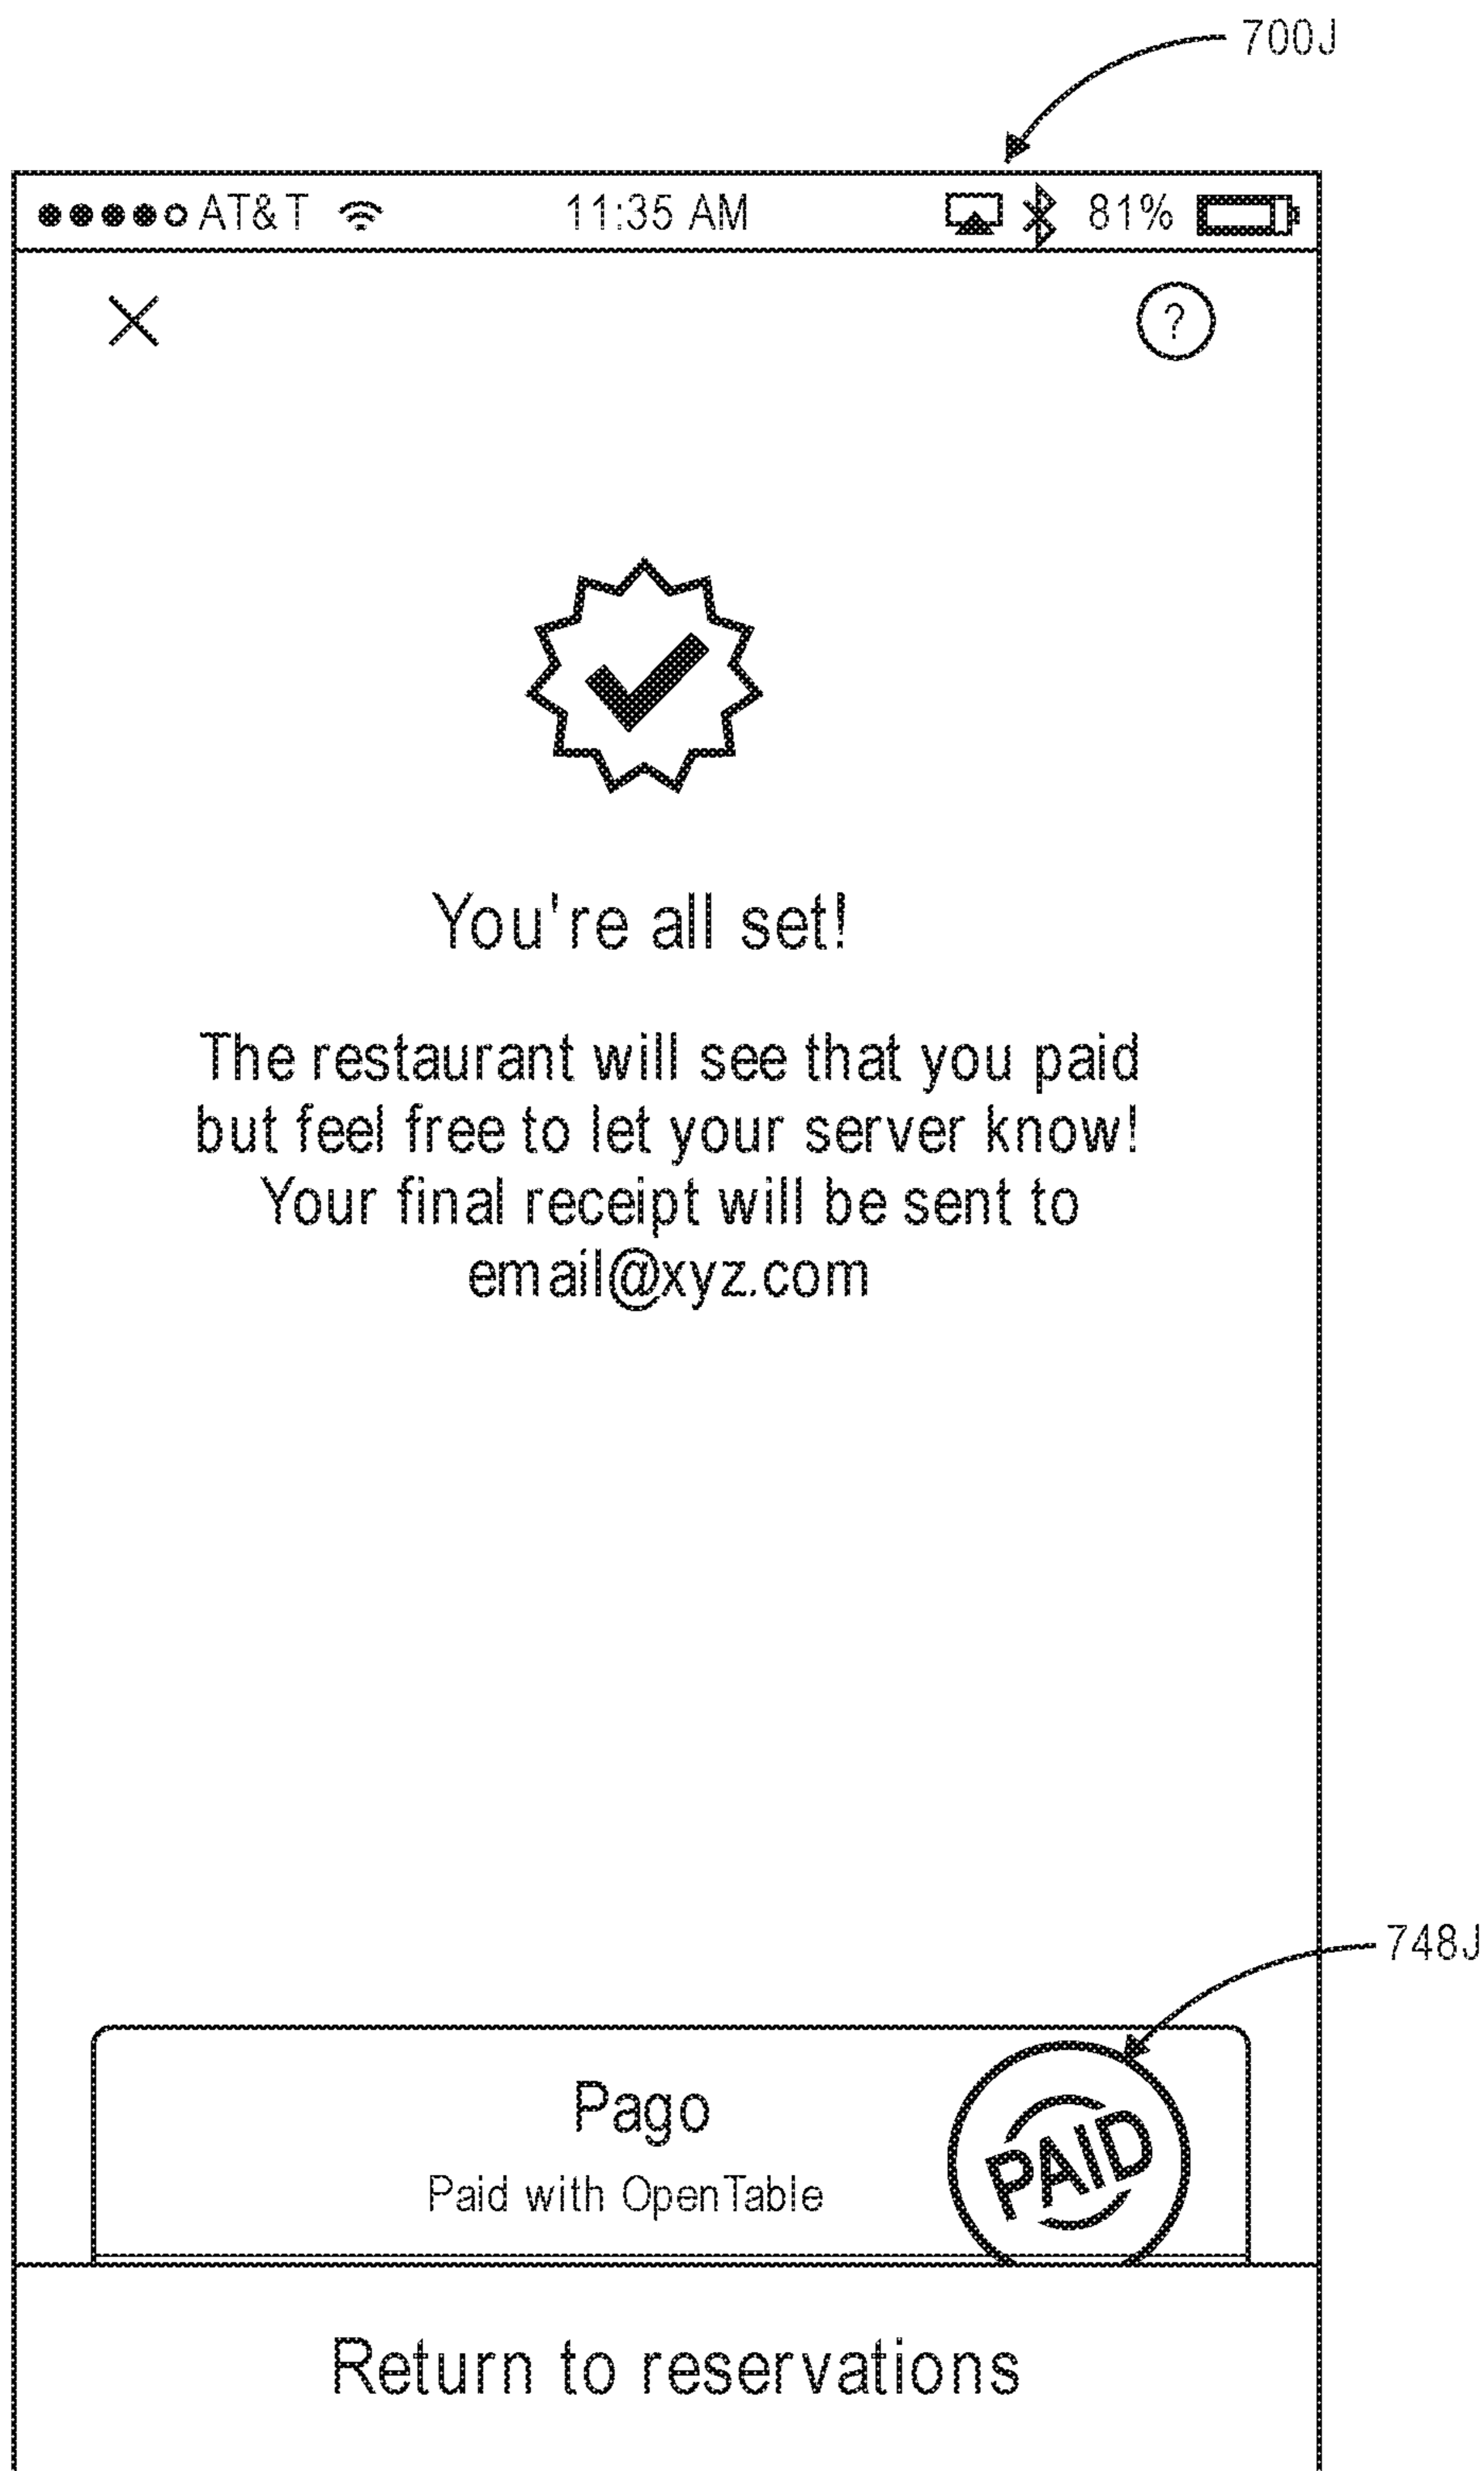 700J
AT&T 11:35 AM 81%
?
You're all set!
The restaurant will see that you paid
but feel free to let your server know!
Your final receipt will be sent to
email@xyz.com
748J
Pago
Paid with OpenTable
PAID
Return to reservations